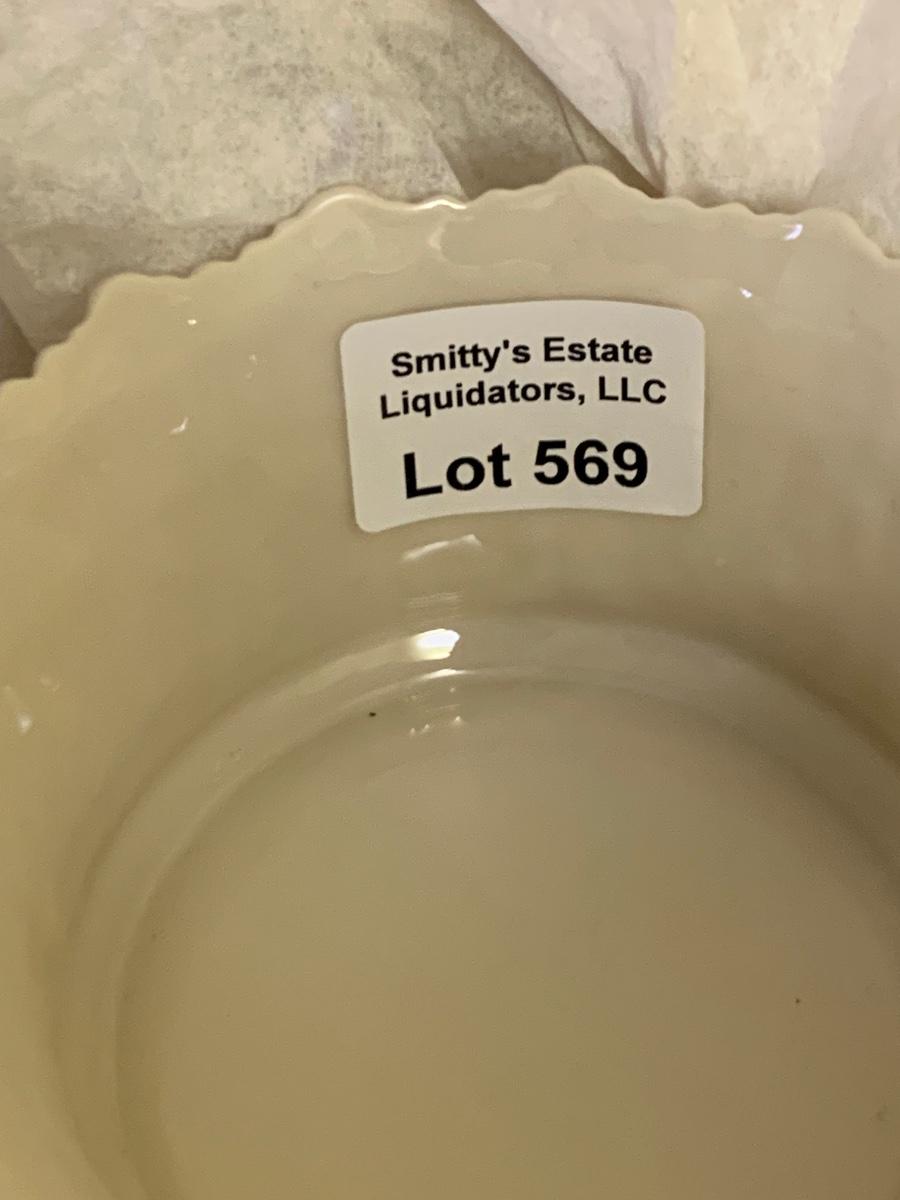 Smitty's Estate
Liquidators, LLC
Lot 569